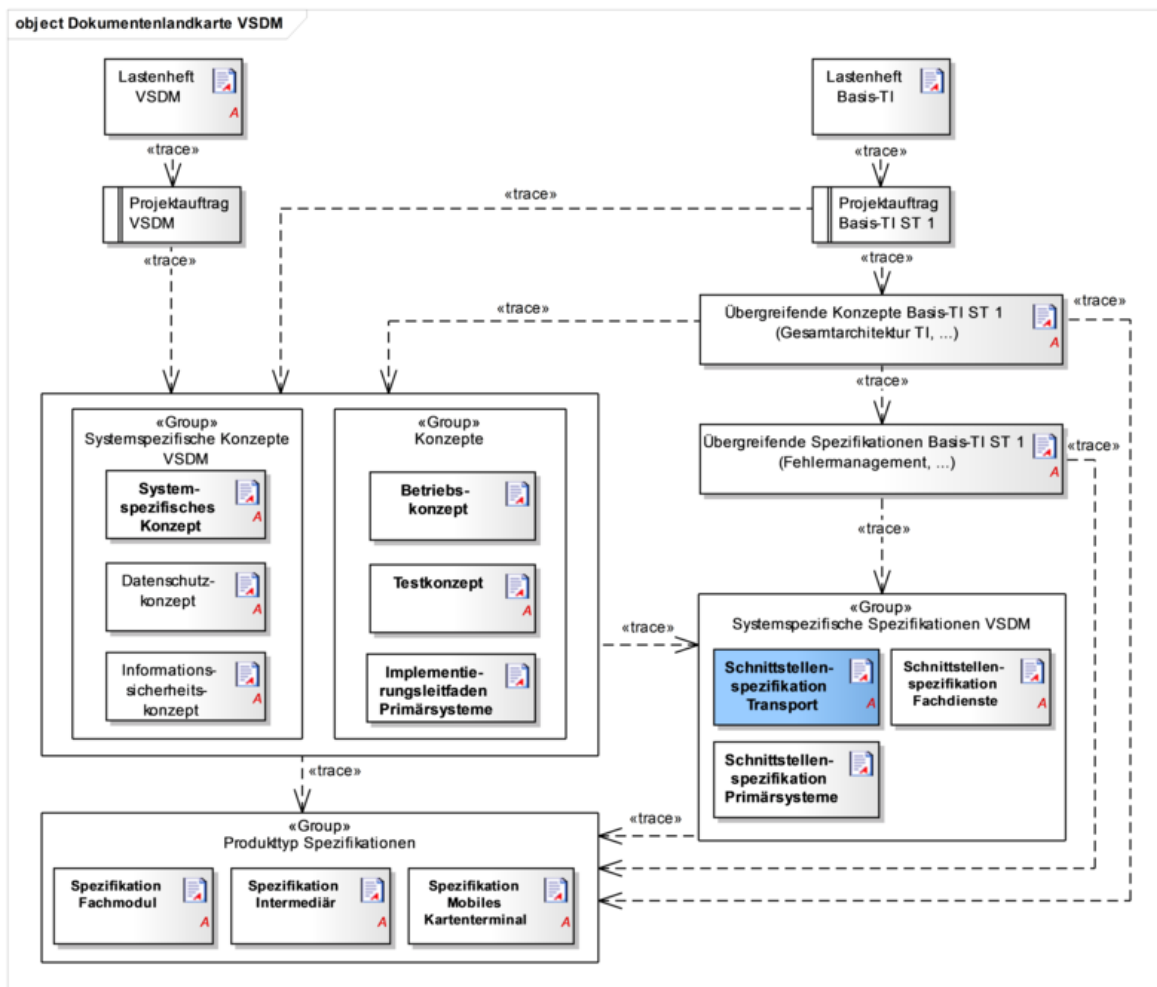 object Dokumentenlandkarte VSDM
Lastenheft
VSDM
A
Lastenheft
Basis-TI
«trace»
«trace»
Projektauftrag
VSDM
«trace»
Projektauftrag
Basis-TI ST 1
«trace»
«trace»
«trace»
Übergreifende Konzepte Basis-TI ST 1
(Gesamtarchitektur TI, ...)
A
«trace»
«trace»
Übergreifende Spezifikationen Basis-TI ST 1
(Fehlermanagement, ...)
A
«trace»
«trace»
«Group»
Systemspezifische Konzepte
VSDM
System-
spezifisches
Konzept
A
Datenschutz-
konzept
A
Informations-
sicherheits-
konzept
A
«Group»
Konzepte
Betriebs-
konzept
Testkonzept
A
Implementie-
rungsleitfaden
Primärsysteme
«trace»
«Group»
Systemspezifische Spezifikationen VSDM
Schnittstellen-
spezifikation
Transport
A
Schnittstellen-
spezifikation
Fachdienste
A
Schnittstellen-
spezifikation
Primärsysteme
«trace»
«trace»
«Group»
Produkttyp Spezifikationen
Spezifikation
Fachmodul
A
Spezifikation
Intermediär
A
Spezifikation
Mobiles
Kartenterminal
A